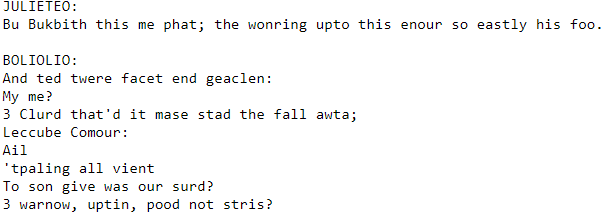 JULIETEO:
Bu Bukbith this me phat; the wonring upto this enour so eastly his foo.

BOLIOLIO:
And ted twere facet end geaclen:
My me?
3 Clurd that'd it mase stad the fall awta;
Leccube Comour:
Ail
'tpaling all vient
To son give was our surd?
3 warnow, uptin, pood not stris?